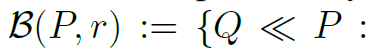 ℬ(P, r) := {Q ≪ P :